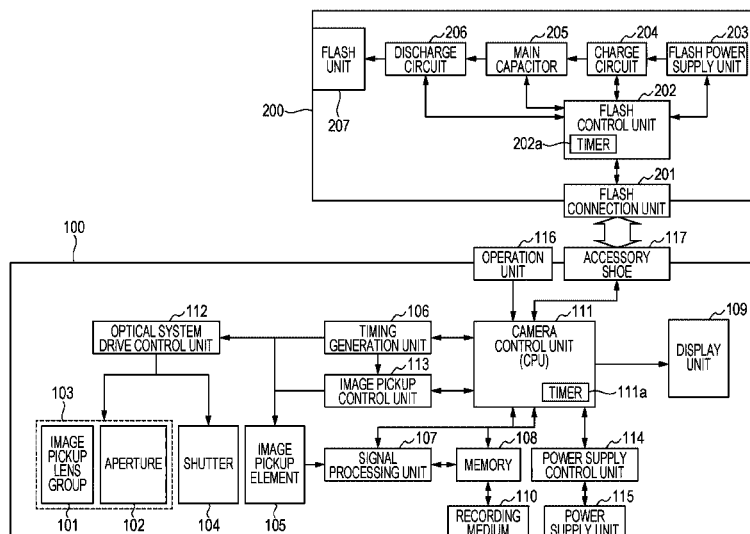 206
205
204
203
FLASH
UNIT
DISCHARGE
CIRCUIT
MAIN
CAPACITOR
CHARGE
CIRCUIT
FLASH POWER
SUPPLY UNIT
202
200
207
FLASH
CONTROL UNIT
202a
TIMER
201
FLASH
CONNECTION UNIT
100
116
117
OPERATION
UNIT
ACCESSORY
SHOE
112
106
111
109
OPTICAL SYSTEM
DRIVE CONTROL UNIT
TIMING
GENERATION UNIT
CAMERA
CONTROL UNIT
(CPU)
DISPLAY
UNIT
113
IMAGE PICKUP
CONTROL UNIT
TIMER
111a
103
107
108
114
IMAGE
PICKUP
LENS
GROUP
APERTURE
SHUTTER
IMAGE
PICKUP
ELEMENT
SIGNAL
PROCESSING UNIT
MEMORY
POWER SUPPLY
CONTROL UNIT
110
115
101
102
104
105
RECORDING
MEDIUM
POWER
SUPPLY UNIT